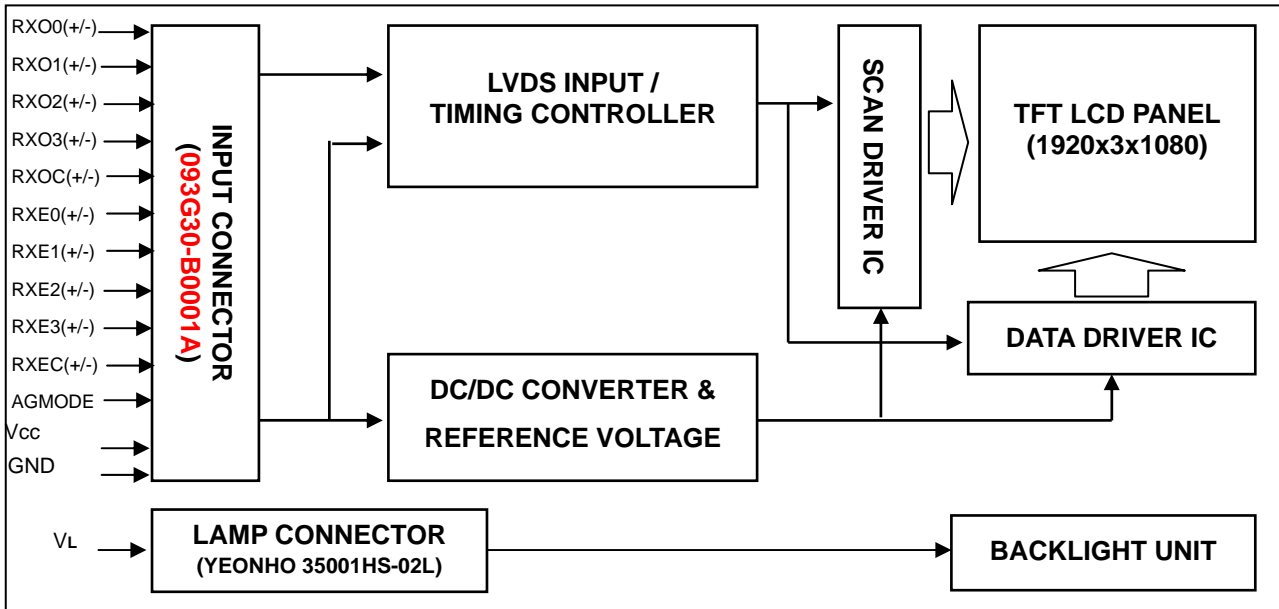 RXO0(+/-)
RXO1(+/-)
RXO2(+/-)
RXO3(+/-)
RXOC(+/-)
RXE0(+/-)
RXE1(+/-)
RXE2(+/-)
RXE3(+/-)
RXEC(+/-)
AGMODE
Vcc
GND
INPUT CONNECTOR
(093G30-B0001A)
LVDS INPUT /
TIMING CONTROLLER
SCAN DRIVER IC
TFT LCD PANEL
(1920x3x1080)
DATA DRIVER IC
DC/DC CONVERTER &
REFERENCE VOLTAGE
VL
LAMP CONNECTOR
(YEONHO 35001HS-02L)
BACKLIGHT UNIT